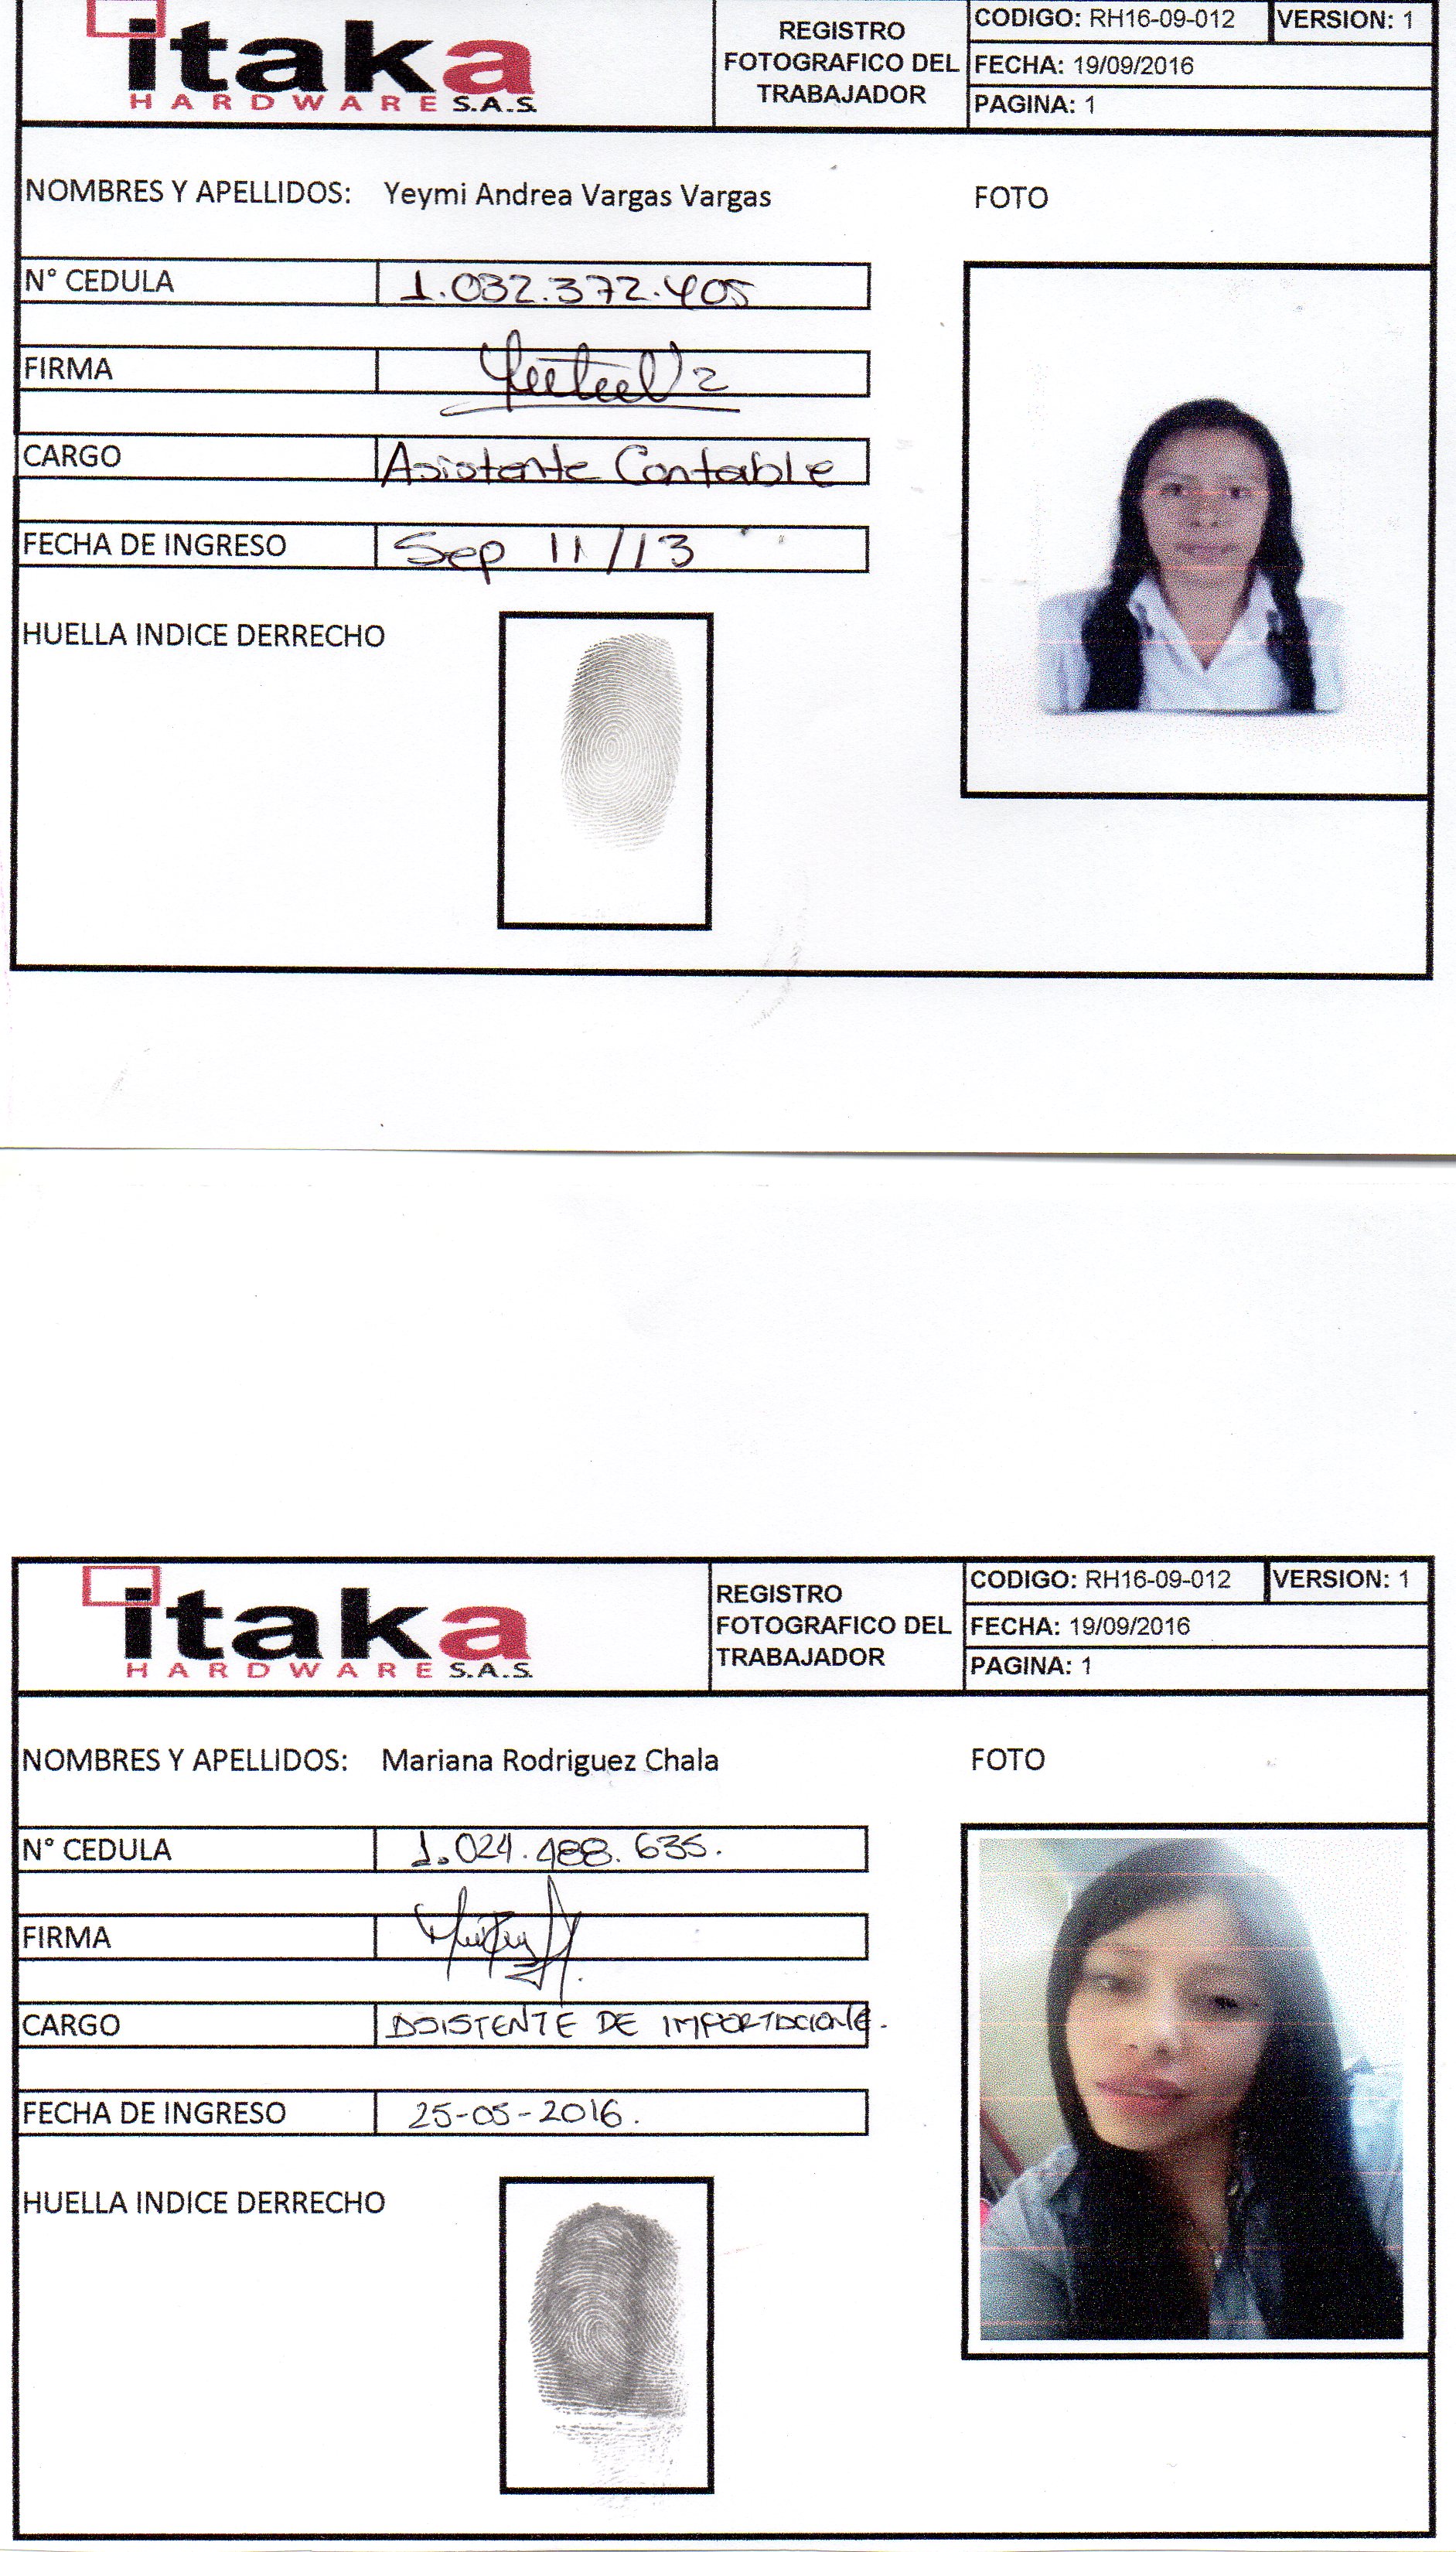 itaka
HARDWARE S.A.S.
REGISTRO
FOTOGRAFICO DEL
TRABAJADOR
CODIGO: RH16-09-012 VERSION: 1
FECHA: 19/09/2016
PAGINA: 1
NOMBRES Y APELLIDOS: Yeymi Andrea Vargas Vargas FOTO
N° CEDULA 1.032.372.405
FIRMA
CARGO Asistente Contable
FECHA DE INGRESO Sep 11/13
HUELLA INDICE DERRECHO
itaka
HARDWARE S.A.S.
REGISTRO
FOTOGRAFICO DEL
TRABAJADOR
CODIGO: RH16-09-012 VERSION: 1
FECHA: 19/09/2016
PAGINA: 1
NOMBRES Y APELLIDOS: Mariana Rodriguez Chala FOTO
N° CEDULA 1.024.488.635.
FIRMA
CARGO ASISTENTE DE IMPORTACIONE.
FECHA DE INGRESO 25-05-2016.
HUELLA INDICE DERRECHO